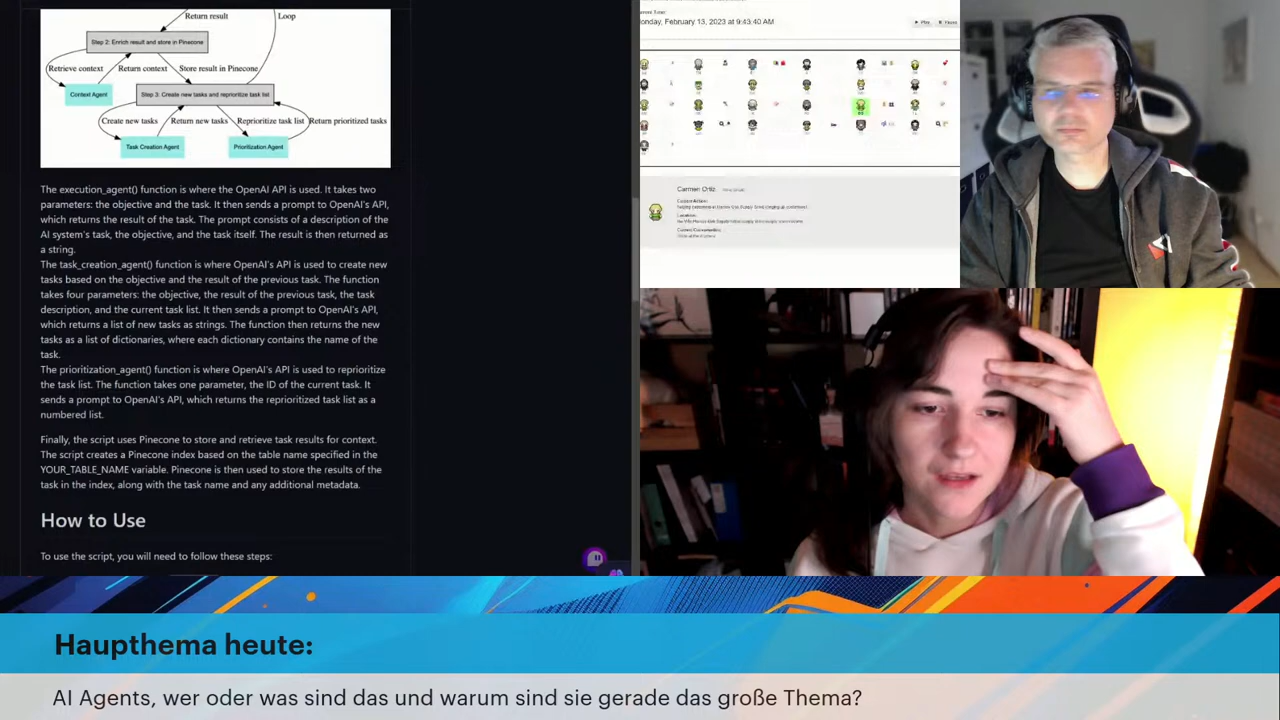 Return result
Loop
Step 2: Enrich result and store in Pinecone
Retrieve context
Return context
Store result in Pinecone
Context Agent
Step 3: Create new tasks and reprioritize task list
Create new tasks
Return new tasks
Reprioritize task list
Return prioritized tasks
Task Creation Agent
Prioritization Agent
The execution_agent() function is where the OpenAI API is used. It takes two
parameters: the objective and the task. It then sends a prompt to OpenAI's API,
which returns the result of the task. The prompt consists of a description of the
AI system's task, the objective, and the task itself. The result is then returned as
a string.
The task_creation_agent() function is where OpenAI's API is used to create new
tasks based on the objective and the result of the previous task. The function
takes four parameters: the objective, the result of the previous task, the task
description, and the current task list. It then sends a prompt to OpenAI's API,
which returns a list of new tasks as strings. The function then returns the new
tasks as a list of dictionaries, where each dictionary contains the name of the
task.
The prioritization_agent() function is where OpenAI's API is used to reprioritize
the task list. The function takes one parameter, the ID of the current task. It
sends a prompt to OpenAI's API, which returns the reprioritized task list as a
numbered list.
Finally, the script uses Pinecone to store and retrieve task results for context.
The script creates a Pinecone index based on the table name specified in the
YOUR_TABLE_NAME variable. Pinecone is then used to store the results of the
task in the index, along with the task name and any additional metadata.
How to Use
To use the script, you will need to follow these steps:
onday, February 13, 2023 at 9:43:40 AM
Play
Pause
Carmen Ortiz
Haupthema heute:
AI Agents, wer oder was sind das und warum sind sie gerade das große Thema?